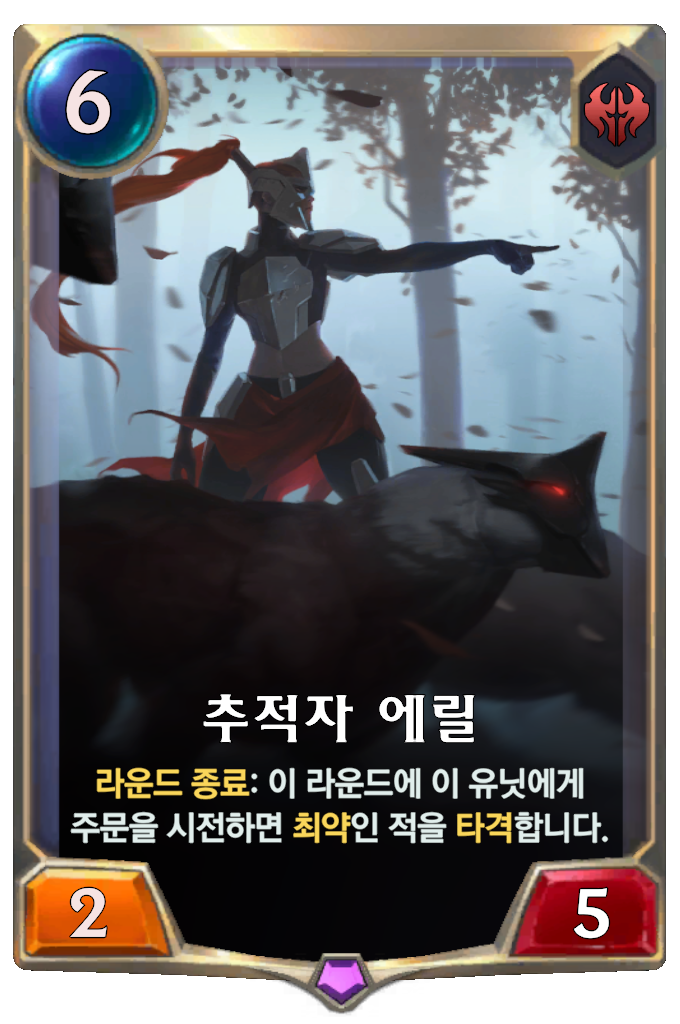 6
추적자 에릴
라운드 종료: 이 라운드에 이 유닛에게
주문을 시전하면 최약인 적을 타격합니다.
2
5